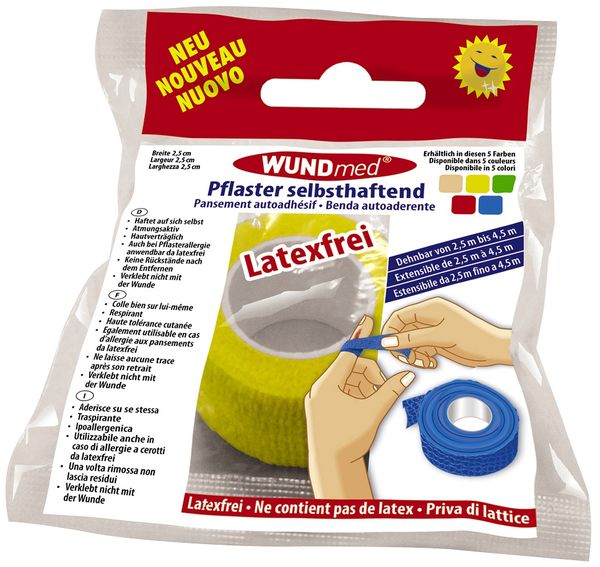 NEU
NOUVEAU
NUOVO
Breite 2,5 cm
Largeur 2,5 cm
Larghezza 2,5 cm
WUNDmed®
Erhältlich in diesen 5 Farben
Disponible dans 5 couleurs
Disponibile in 5 colori
Pflaster selbsthaftend
Pansement autoadhésif • Benda autoaderente
Latexfrei
Dehnbar von 2,5 m bis 4,5 m
Extensible de 2,5 m à 4,5 m
Estensibile da 2,5m fino a 4,5m
D
• Haftet auf sich selbst
• Atmungsaktiv
• Hautverträglich
• Auch bei Pflasterallergie
anwendbar da latexfrei
• Keine Rückstände nach
dem Entfernen
• Verklebt nicht mit
der Wunde
F
• Colle bien sur lui-même
• Respirant
• Haute tolérance cutanée
• Également utilisable en cas
d'allergie aux pansements
da latexfrei
• Ne laisse aucune trace
après son retrait
• Verklebt nicht mit
der Wunde
I
• Aderisce su se stessa
• Traspirante
• Ipoallergenica
• Utilizzabile anche in
caso di allergie a cerotti
da latexfrei
• Una volta rimossa non
lascia residui
• Verklebt nicht mit
der Wunde
Latexfrei • Ne contient pas de latex • Priva di lattice